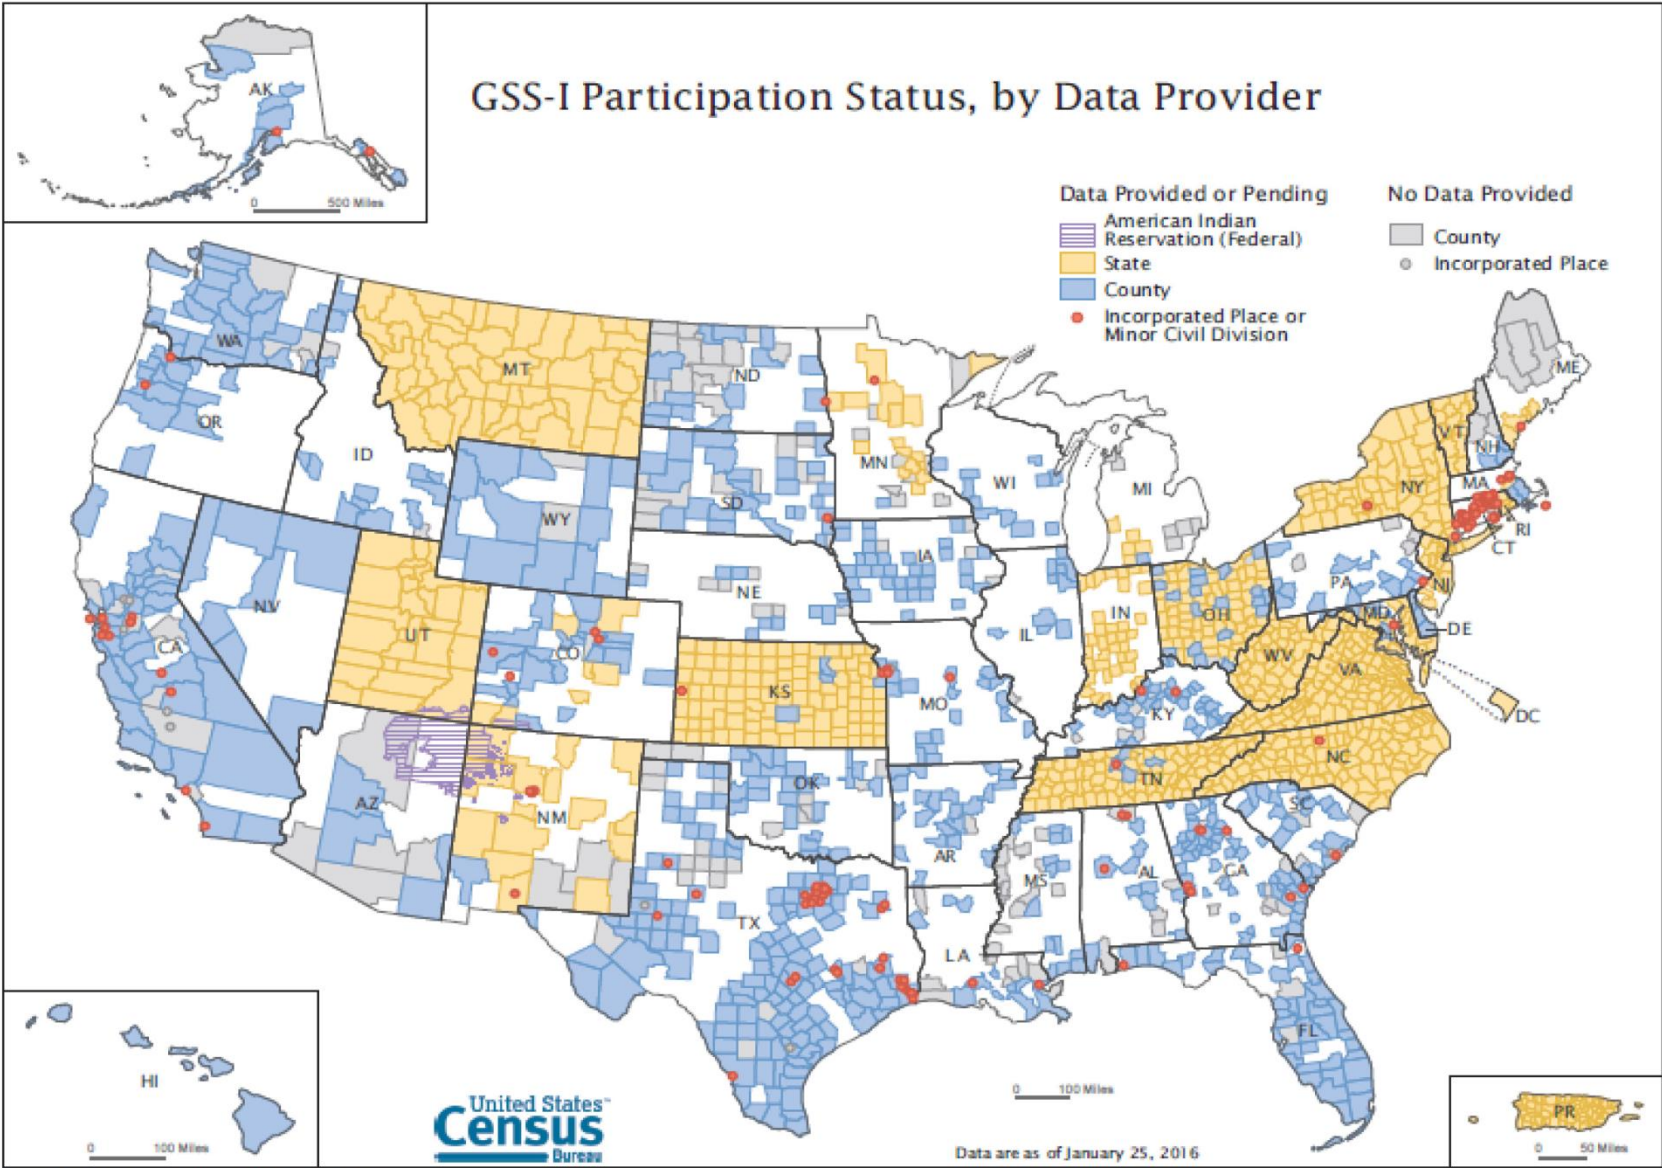 GSS-I Participation Status, by Data Provider
AK
0 500 Miles
Data Provided or Pending
American Indian
Reservation (Federal)
State
County
Incorporated Place or
Minor Civil Division
No Data Provided
County
Incorporated Place
WA
MT
ND
ME
OR
ID
MN
WI
MI
VT
NH
NY
MA
RI
CT
SD
WY
IA
NE
PA
NJ
NV
UT
CO
CA
IL
IN
OH
MD
DE
WV
VA
DC
KS
MO
KY
AZ
NM
OK
TN
NC
SC
AR
MS
AL
GA
TX
LA
FL
HI
0 100 Miles
United States™
Census
Bureau
0 100 Miles
Data are as of January 25, 2016
PR
0 50 Miles